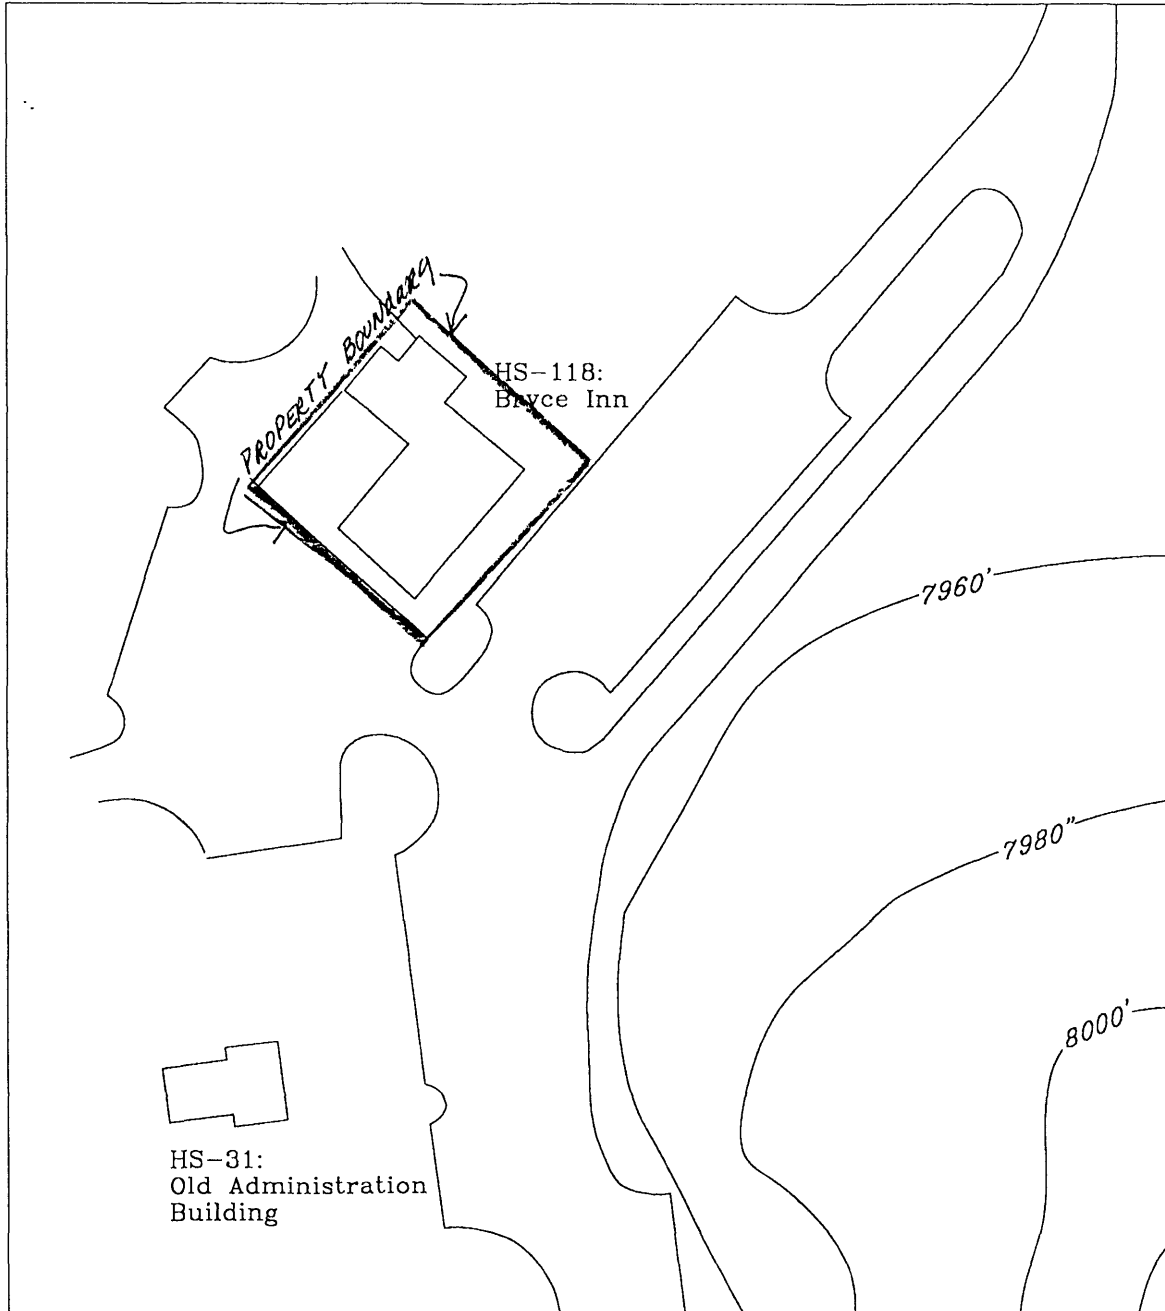 PROPERTY BOUNDARY
HS-118:
Bryce Inn
7960'
7980"
8000'
HS-31:
Old Administration
Building